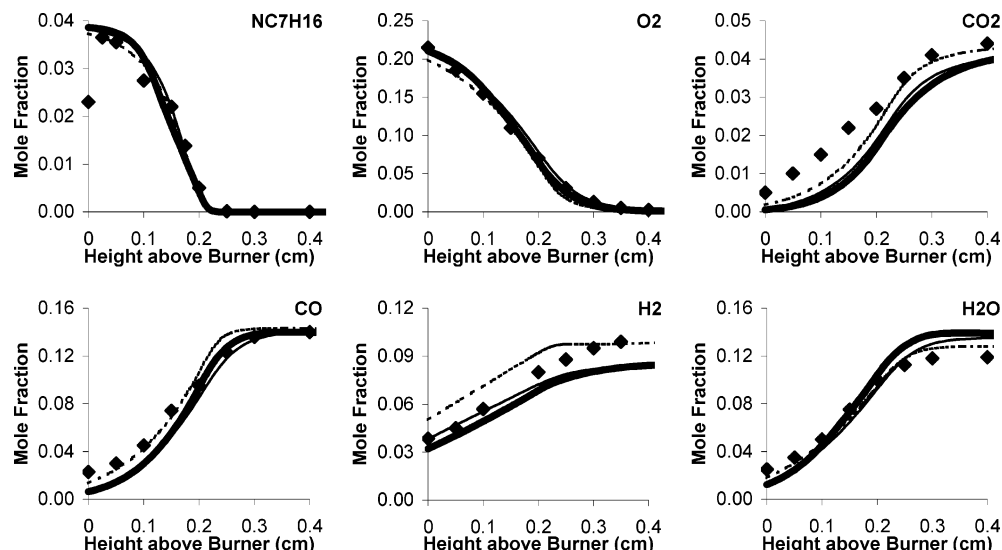 NC7H16
0.04
0.03
0.02
0.01
0.00
Mole Fraction
0 0.1 0.2 0.3 0.4
Height above Burner (cm)
O2
0.25
0.20
0.15
0.10
0.05
0.00
Mole Fraction
0 0.1 0.2 0.3 0.4
Height above Burner (cm)
CO2
0.05
0.04
0.03
0.02
0.01
0.00
Mole Fraction
0 0.1 0.2 0.3 0.4
Height above Burner (cm)
CO
0.16
0.12
0.08
0.04
0.00
Mole Fraction
0 0.1 0.2 0.3 0.4
Height above Burner (cm)
H2
0.12
0.09
0.06
0.03
0.00
Mole Fraction
0 0.1 0.2 0.3 0.4
Height above Burner (cm)
H2O
0.16
0.12
0.08
0.04
0.00
Mole Fraction
0 0.1 0.2 0.3 0.4
Height above Burner (cm)